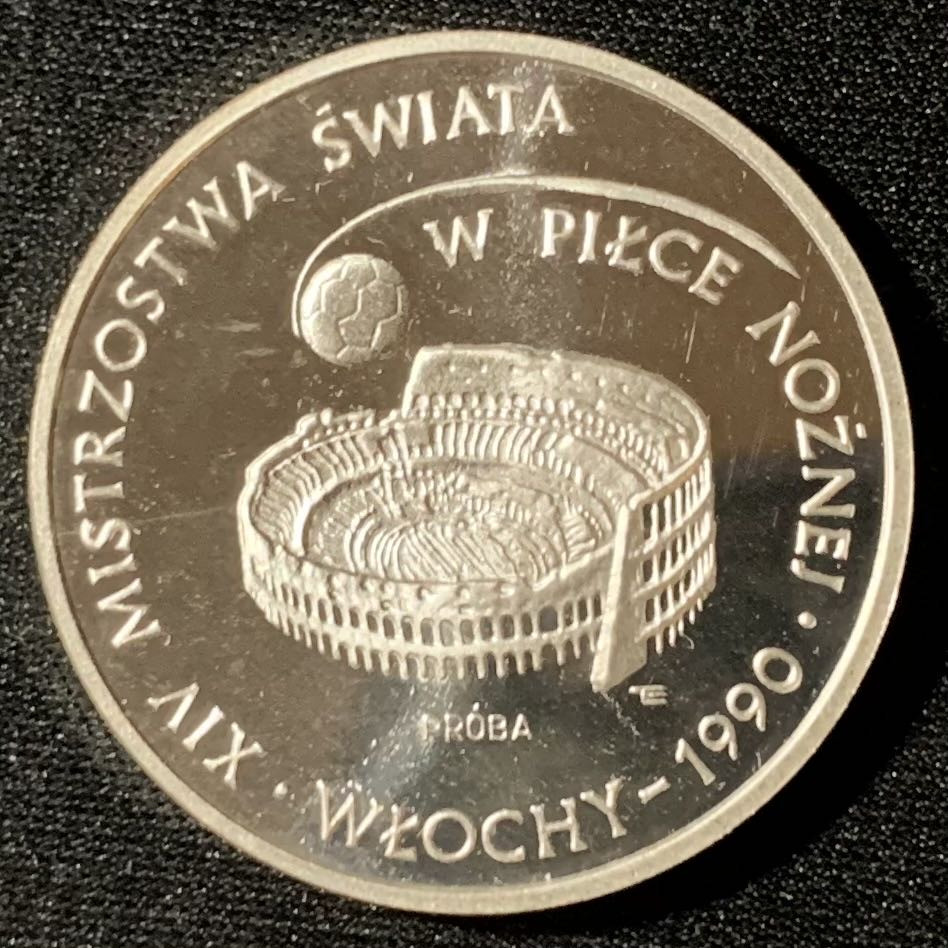 XIV MISTRZOSTWA ŚWIATA
W PIŁCE NOŻNEJ ·
· WŁOCHY - 1990
PRÓBA